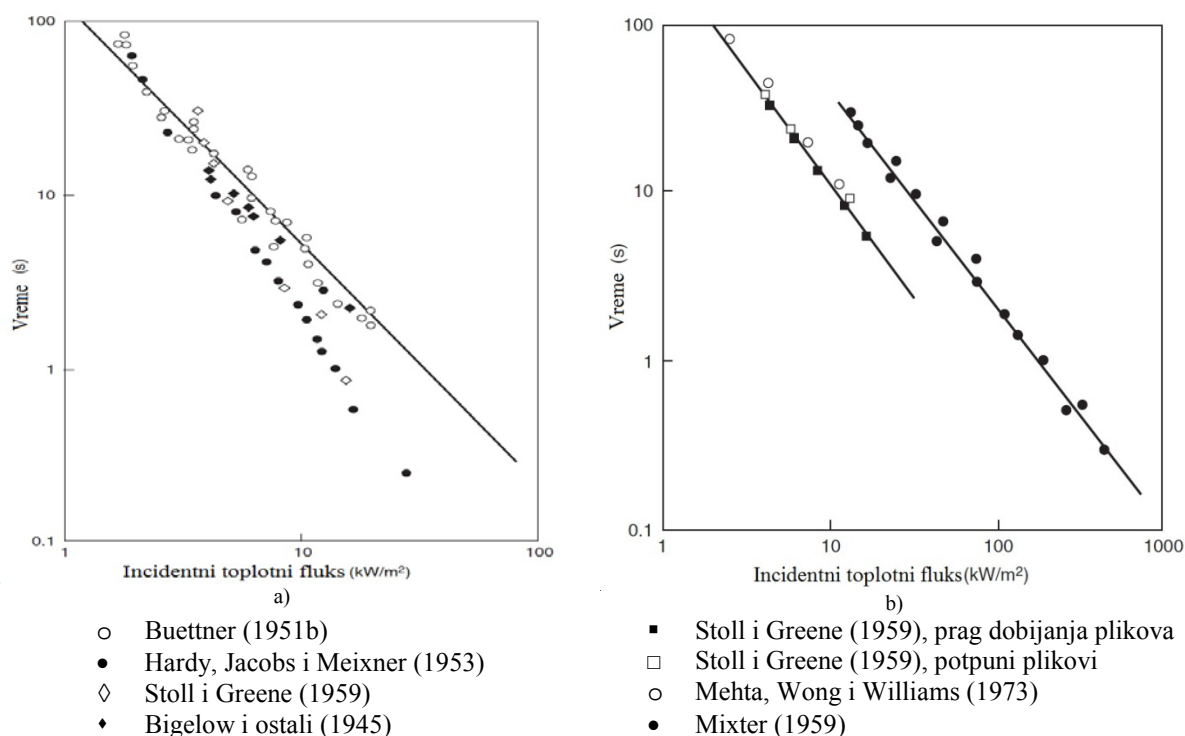 100
10
1
0.1
Vreme (s)
1
10
100
Incidentni toplotni fluks (kW/m²)
a)
Buettner (1951b)
Hardy, Jacobs i Meixner (1953)
Stoll i Greene (1959)
Bigelow i ostali (1945)
100
10
1
0.1
Vreme (s)
1
10
100
1000
Incidentni toplotni fluks(kW/m²)
b)
Stoll i Greene (1959), prag dobijanja plikova
Stoll i Greene (1959), potpuni plikovi
Mehta, Wong i Williams (1973)
Mixter (1959)